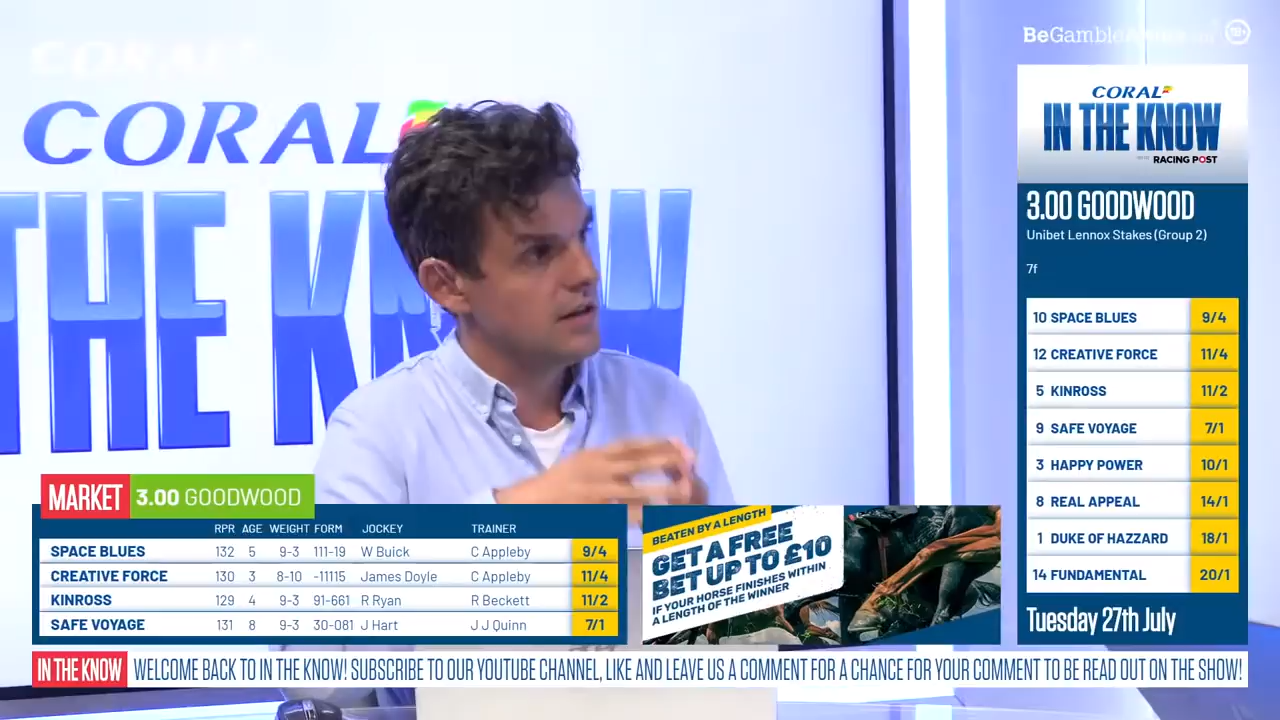 CORAL
BeGamble
18+
CORAL
THE KNOW
CORAL
IN THE KNOW
WITH RACING POST
3.00 GOODWOOD
Unibet Lennox Stakes (Group 2)
7f
10 SPACE BLUES 9/4
12 CREATIVE FORCE 11/4
5 KINROSS 11/2
9 SAFE VOYAGE 7/1
3 HAPPY POWER 10/1
8 REAL APPEAL 14/1
1 DUKE OF HAZZARD 18/1
14 FUNDAMENTAL 20/1
Tuesday 27th July
MARKET 3.00 GOODWOOD
RPR AGE WEIGHT FORM JOCKEY TRAINER
SPACE BLUES 132 5 9-3 111-19 W Buick C Appleby 9/4
CREATIVE FORCE 130 3 8-10 -11115 James Doyle C Appleby 11/4
KINROSS 129 4 9-3 91-661 R Ryan R Beckett 11/2
SAFE VOYAGE 131 8 9-3 30-081 J Hart J J Quinn 7/1
BEATEN BY A LENGTH
GET A FREE
BET UP TO £10
IF YOUR HORSE FINISHES WITHIN
A LENGTH OF THE WINNER
IN THE KNOW WELCOME BACK TO IN THE KNOW! SUBSCRIBE TO OUR YOUTUBE CHANNEL, LIKE AND LEAVE US A COMMENT FOR A CHANCE FOR YOUR COMMENT TO BE READ OUT ON THE SHOW!